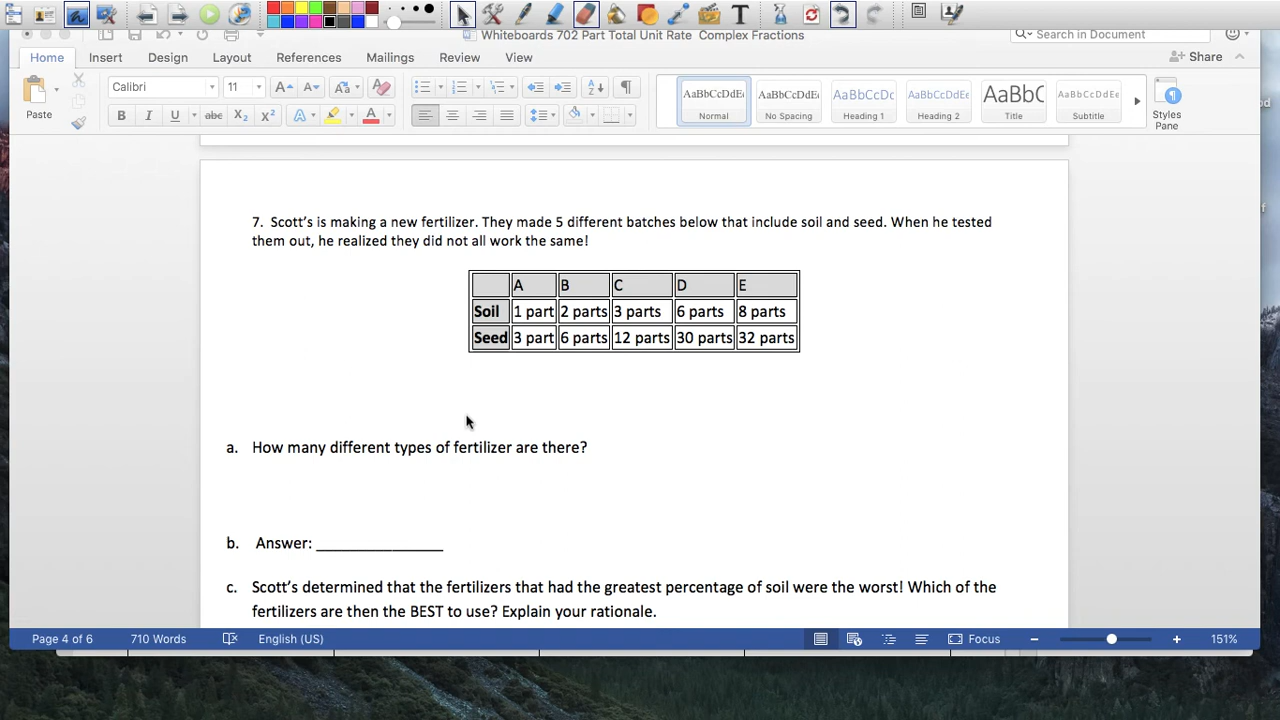 Whiteboards 702 Part Total Unit Rate Complex Fractions
Search in Document
Home Insert Design Layout References Mailings Review View
Share
Paste
Calibri 11
AaBbCcDdEe AaBbCcDdEe AaBbCcDc AaBbCcDdEe AaBbC AaBbCcDdEe
Normal No Spacing Heading 1 Heading 2 Title Subtitle
Styles
Pane
7. Scott's is making a new fertilizer. They made 5 different batches below that include soil and seed. When he tested
them out, he realized they did not all work the same!
A B C D E
Soil 1 part 2 parts 3 parts 6 parts 8 parts
Seed 3 part 6 parts 12 parts 30 parts 32 parts
a. How many different types of fertilizer are there?
b. Answer: ________________
c. Scott's determined that the fertilizers that had the greatest percentage of soil were the worst! Which of the
fertilizers are then the BEST to use? Explain your rationale.
Page 4 of 6 710 Words English (US) Focus 151%